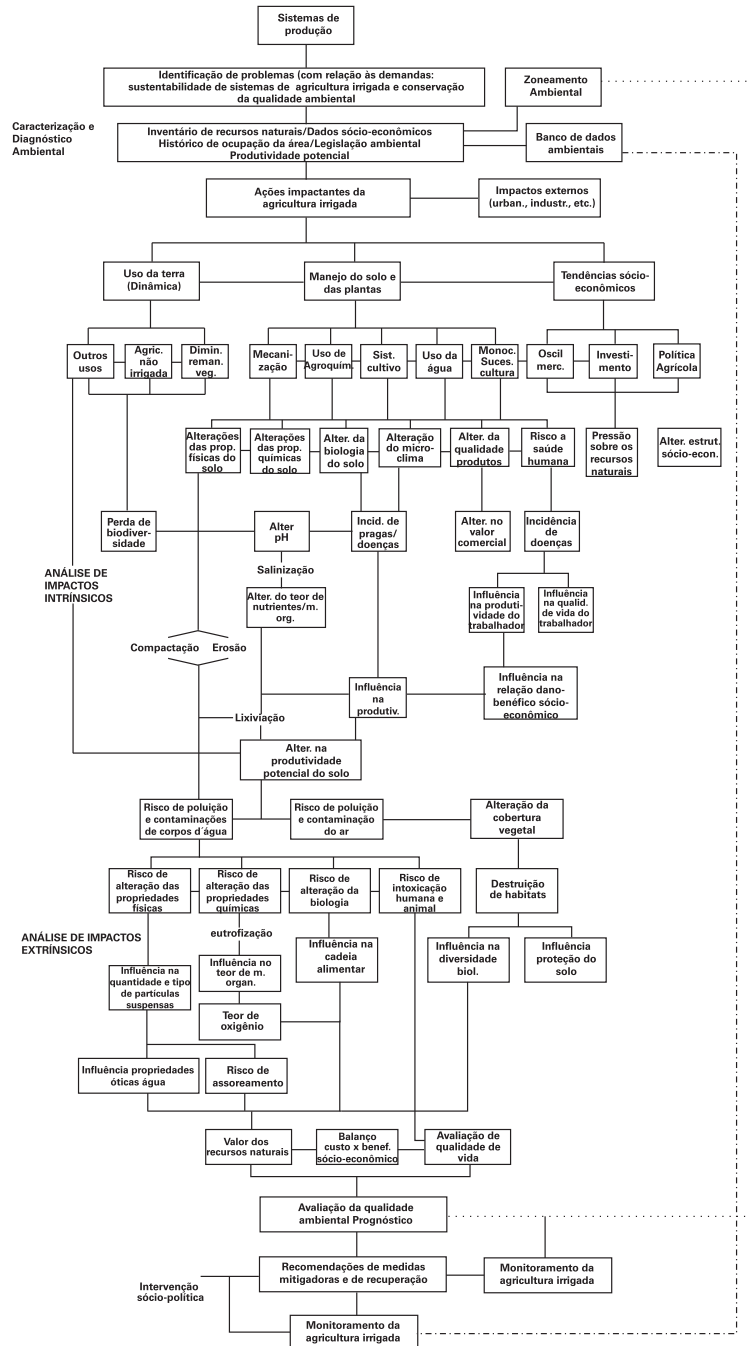 Sistemas de
produção
Identificação de problemas (com relação às demandas:
sustentabilidade de sistemas de agricultura irrigada e conservação
da qualidade ambiental
Zoneamento
Ambiental
Caracterização e
Diagnóstico
Ambiental
Inventário de recursos naturais/Dados sócio-econômicos
Histórico de ocupação da área/Legislação ambiental
Produtividade potencial
Banco de dados
ambientais
Ações impactantes da
agricultura irrigada
Impactos externos
(urban., industr., etc.)
Uso da terra
(Dinâmica)
Manejo do solo e
das plantas
Tendências sócio-
econômicos
Outros
usos
Agric.
não
irrigada
Dimin.
reman.
veg.
Mecani-
zação
Uso de
Agroquím.
Sist.
cultivo
Uso da
água
Monoc.
Suces.
cultura
Oscil
merc.
Investi-
mento
Política
Agrícola
Alterações
das prop.
físicas do
solo
Alterações
das prop.
químicas
do solo
Alter. da
biologia
do solo
Alteração
do micro-
clima
Alter. da
qualidade
produtos
Risco a
saúde
humana
Pressão
sobre os
recursos
naturais
Alter. estrut.
sócio-econ.
Perda de
biodiver-
sidade
Alter
pH
Incid. de
pragas/
doenças
Alter. no
valor
comercial
Incidência
de
doenças
ANÁLISE DE
IMPACTOS
INTRÍNSICOS
Salinização
Alter. do teor de
nutrientes/m.
org.
Influência
na produti-
vidade do
trabalhador
Influência
na qualid.
de vida do
trabalhador
Compactação
Erosão
Influência
na
produtiv.
Influência na
relação dano-
benéfico sócio-
econômico
Lixiviação
Alter. na
produtividade
potencial do solo
Risco de poluição
e contaminações
de corpos d´água
Risco de poluição
e contaminação
do ar
Alteração da
cobertura
vegetal
Risco de
alteração das
propriedades
físicas
Risco de
alteração das
propriedades
químicas
Risco de
alteração da
biologia
Risco de
intoxicação
humana e
animal
Destruição
de habitats
ANÁLISE DE IMPACTOS
EXTRÍNSICOS
eutrofização
Influência na
quantidade e tipo
de partículas
suspensas
Influência no
teor de m.
organ.
Influência na
cadeia
alimentar
Influência na
diversidade
biol.
Influência
proteção do
solo
Teor de
oxigênio
Influência propriedades
óticas água
Risco de
assoreamento
Valor dos
recursos naturais
Balanço
custo x benef.
sócio-econômico
Avaliação de
qualidade de
vida
Avaliação da qualidade
ambiental Prognóstico
Recomendações de medidas
mitigadoras e de recuperação
Monitoramento da
agricultura irrigada
Intervenção
sócio-política
Monitoramento da
agricultura irrigada